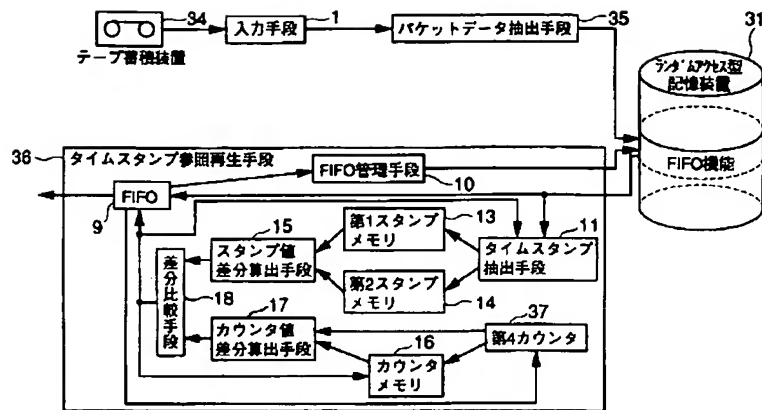 34
テープ蓄積装置
1
入力手段
35
パケットデータ抽出手段
31
ランダムアクセス型
記憶装置
FIFO機能
36
タイムスタンプ参照再生手段
FIFO管理手段
10
FIFO
9
15
スタンプ値
差分算出手段
13
第1スタンプ
メモリ
11
タイムスタンプ
抽出手段
第2スタンプ
メモリ
14
差分比較手段
18
17
カウンタ値
差分算出手段
16
カウンタ
メモリ
37
第4カウンタ